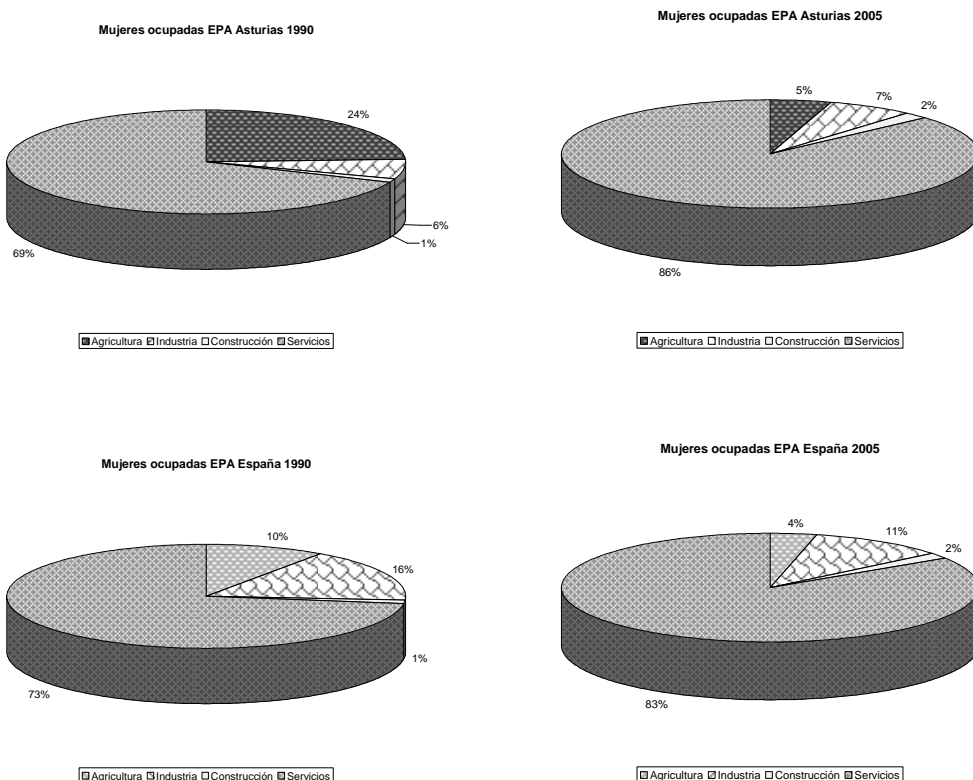 Mujeres ocupadas EPA Asturias 1990
24%
6%
1%
69%
Agricultura Industria Construcción Servicios
Mujeres ocupadas EPA Asturias 2005
5%
7%
2%
86%
Agricultura Industria Construcción Servicios
Mujeres ocupadas EPA España 1990
10%
16%
1%
73%
Agricultura Industria Construcción Servicios
Mujeres ocupadas EPA España 2005
4%
11%
2%
83%
Agricultura Industria Construcción Servicios